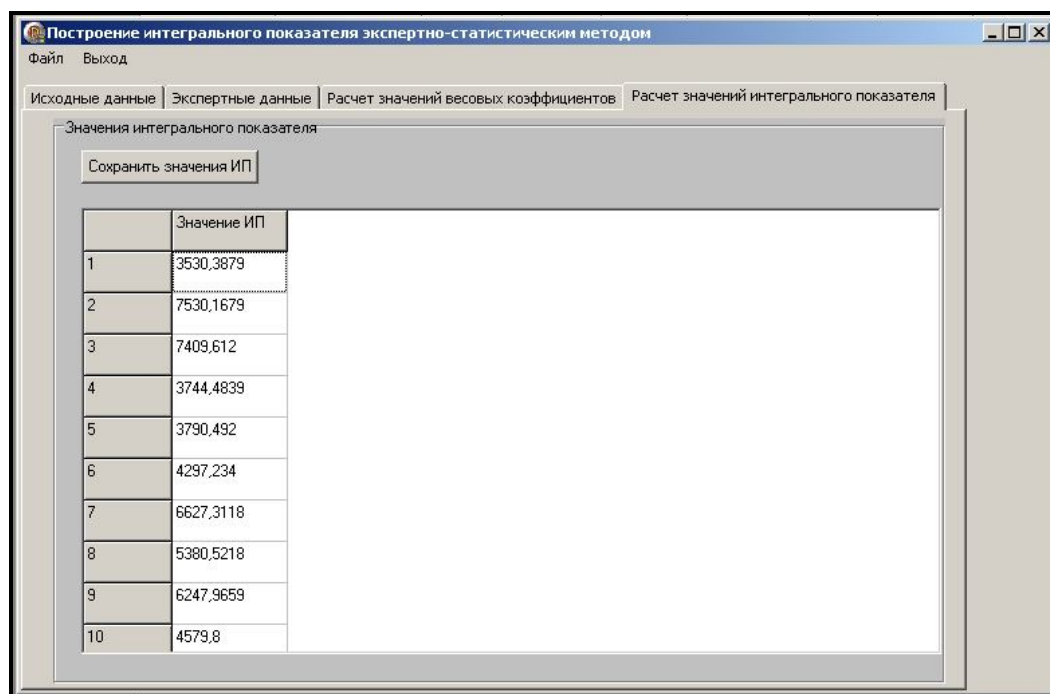 Построение интегрального показателя экспертно-статистическим методом
Файл Выход
Исходные данные Экспертные данные Расчет значений весовых коэффициентов Расчет значений интегрального показателя
Значения интегрального показателя
Сохранить значения ИП
Значение ИП
1 3530,3879
2 7530,1679
3 7409,612
4 3744,4839
5 3790,492
6 4297,234
7 6627,3118
8 5380,5218
9 6247,9659
10 4579,8